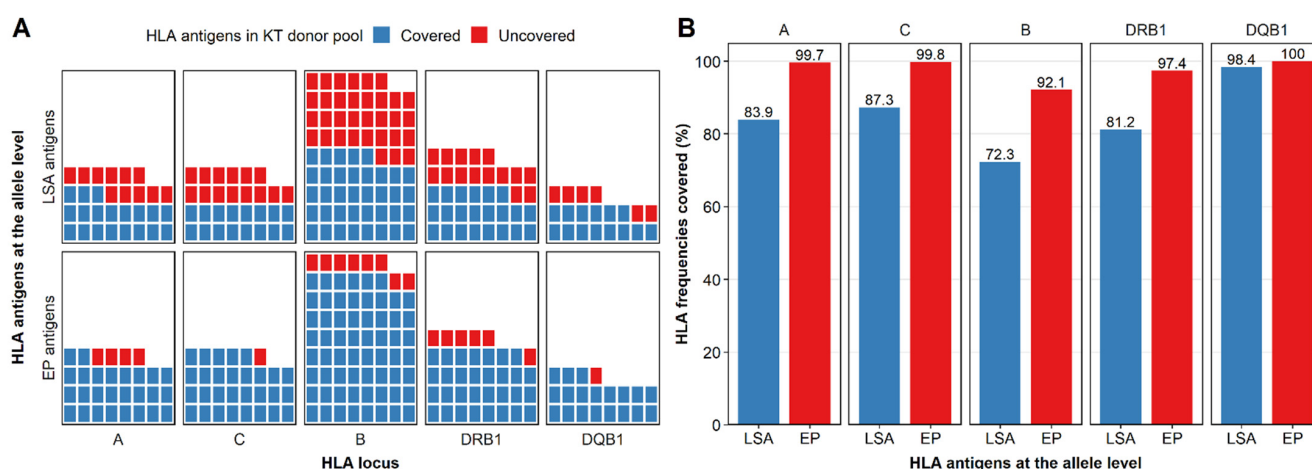 A
HLA antigens in KT donor pool Covered Uncovered
HLA antigens at the allele level
LSA antigens
EP antigens
A C B DRB1 DQB1
HLA locus
B
A C B DRB1 DQB1
HLA frequencies covered (%)
100
80
60
40
20
0
83.9 99.7 87.3 99.8 72.3 92.1 81.2 97.4 98.4 100
LSA EP LSA EP LSA EP LSA EP LSA EP
HLA antigens at the allele level